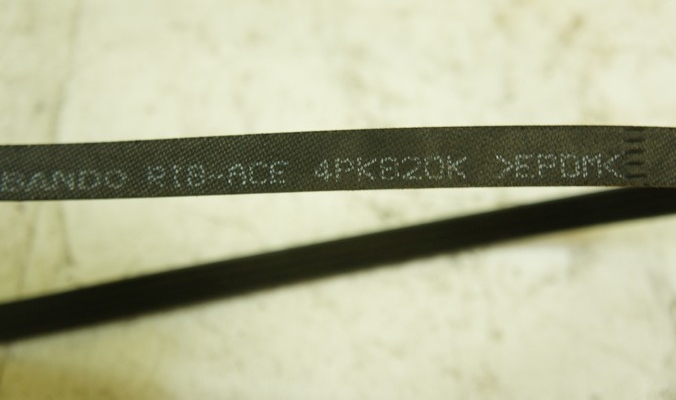 BANDO RIB-ACE 4PK820K >EPDM<